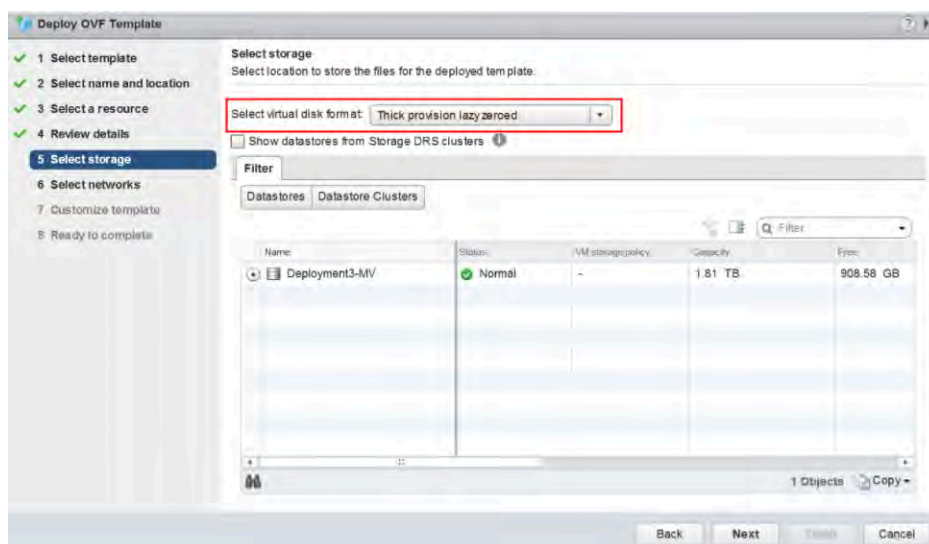 Deploy OVF Template
1 Select template
2 Select name and location
3 Select a resource
4 Review details
5 Select storage
6 Select networks
7 Customize template
8 Ready to complete
Select storage
Select location to store the files for the deployed template.
Select virtual disk format: Thick provision lazy zeroed
Show datastores from Storage DRS clusters
Filter
Datastores Datastore Clusters
Filter
Name Status VM storage policy Capacity Free
Deployment3-MV Normal - 1.81 TB 908.58 GB
1 Objects Copy
Back Next Finish Cancel